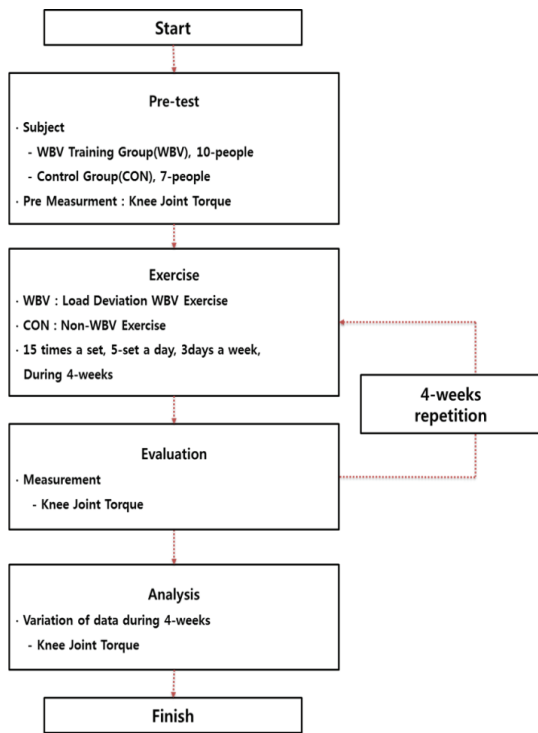 Start
Pre-test
· Subject
- WBV Training Group(WBV), 10-people
- Control Group(CON), 7-people
· Pre Measurment : Knee Joint Torque
Exercise
· WBV : Load Deviation WBV Exercise
· CON : Non-WBV Exercise
· 15 times a set, 5-set a day, 3days a week,
During 4-weeks
4-weeks
repetition
Evaluation
· Measurement
- Knee Joint Torque
Analysis
· Variation of data during 4-weeks
- Knee Joint Torque
Finish